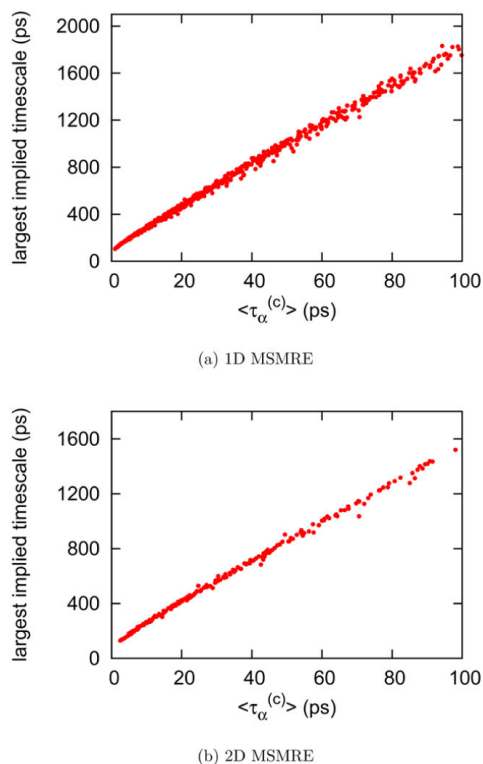 2000
1600
1200
800
400
0
largest implied timescale (ps)
0 20 40 60 80 100
<τα(c)> (ps)
(a) 1D MSMRE
1600
1200
800
400
0
largest implied timescale (ps)
0 20 40 60 80 100
<τα(c)> (ps)
(b) 2D MSMRE